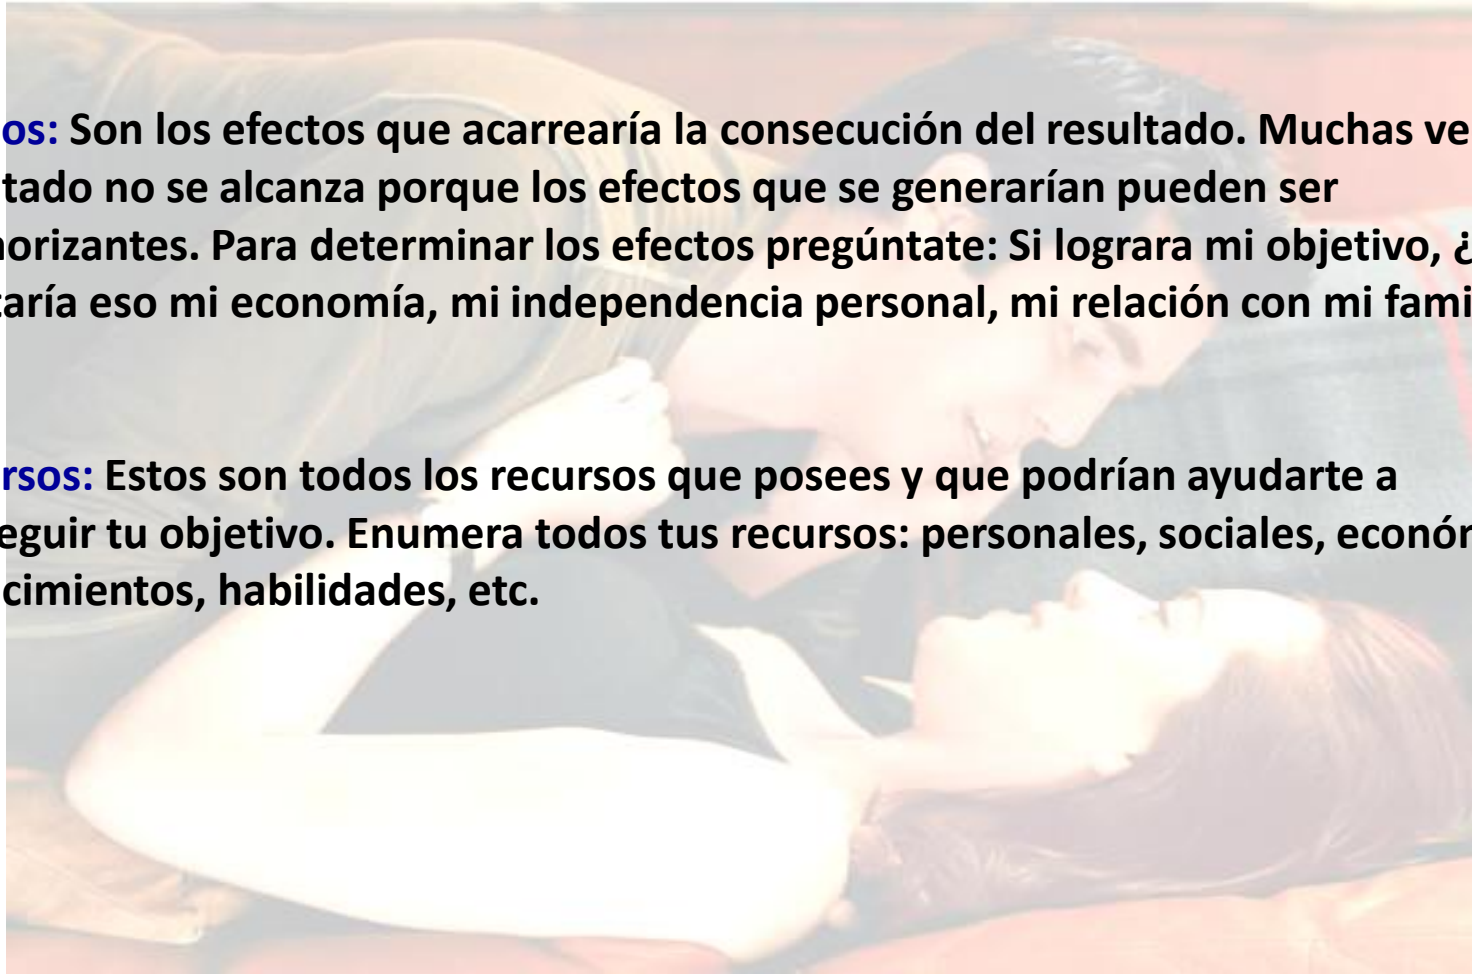 os: Son los efectos que acarrearía la consecución del resultado. Muchas ve
tado no se alcanza porque los efectos que se generarían pueden ser
orizantes. Para determinar los efectos pregúntate: Si lograra mi objetivo, ¿
taría eso mi economía, mi independencia personal, mi relación con mi fami
rsos: Estos son todos los recursos que posees y que podrían ayudarte a
eguir tu objetivo. Enumera todos tus recursos: personales, sociales, econó
cimientos, habilidades, etc.